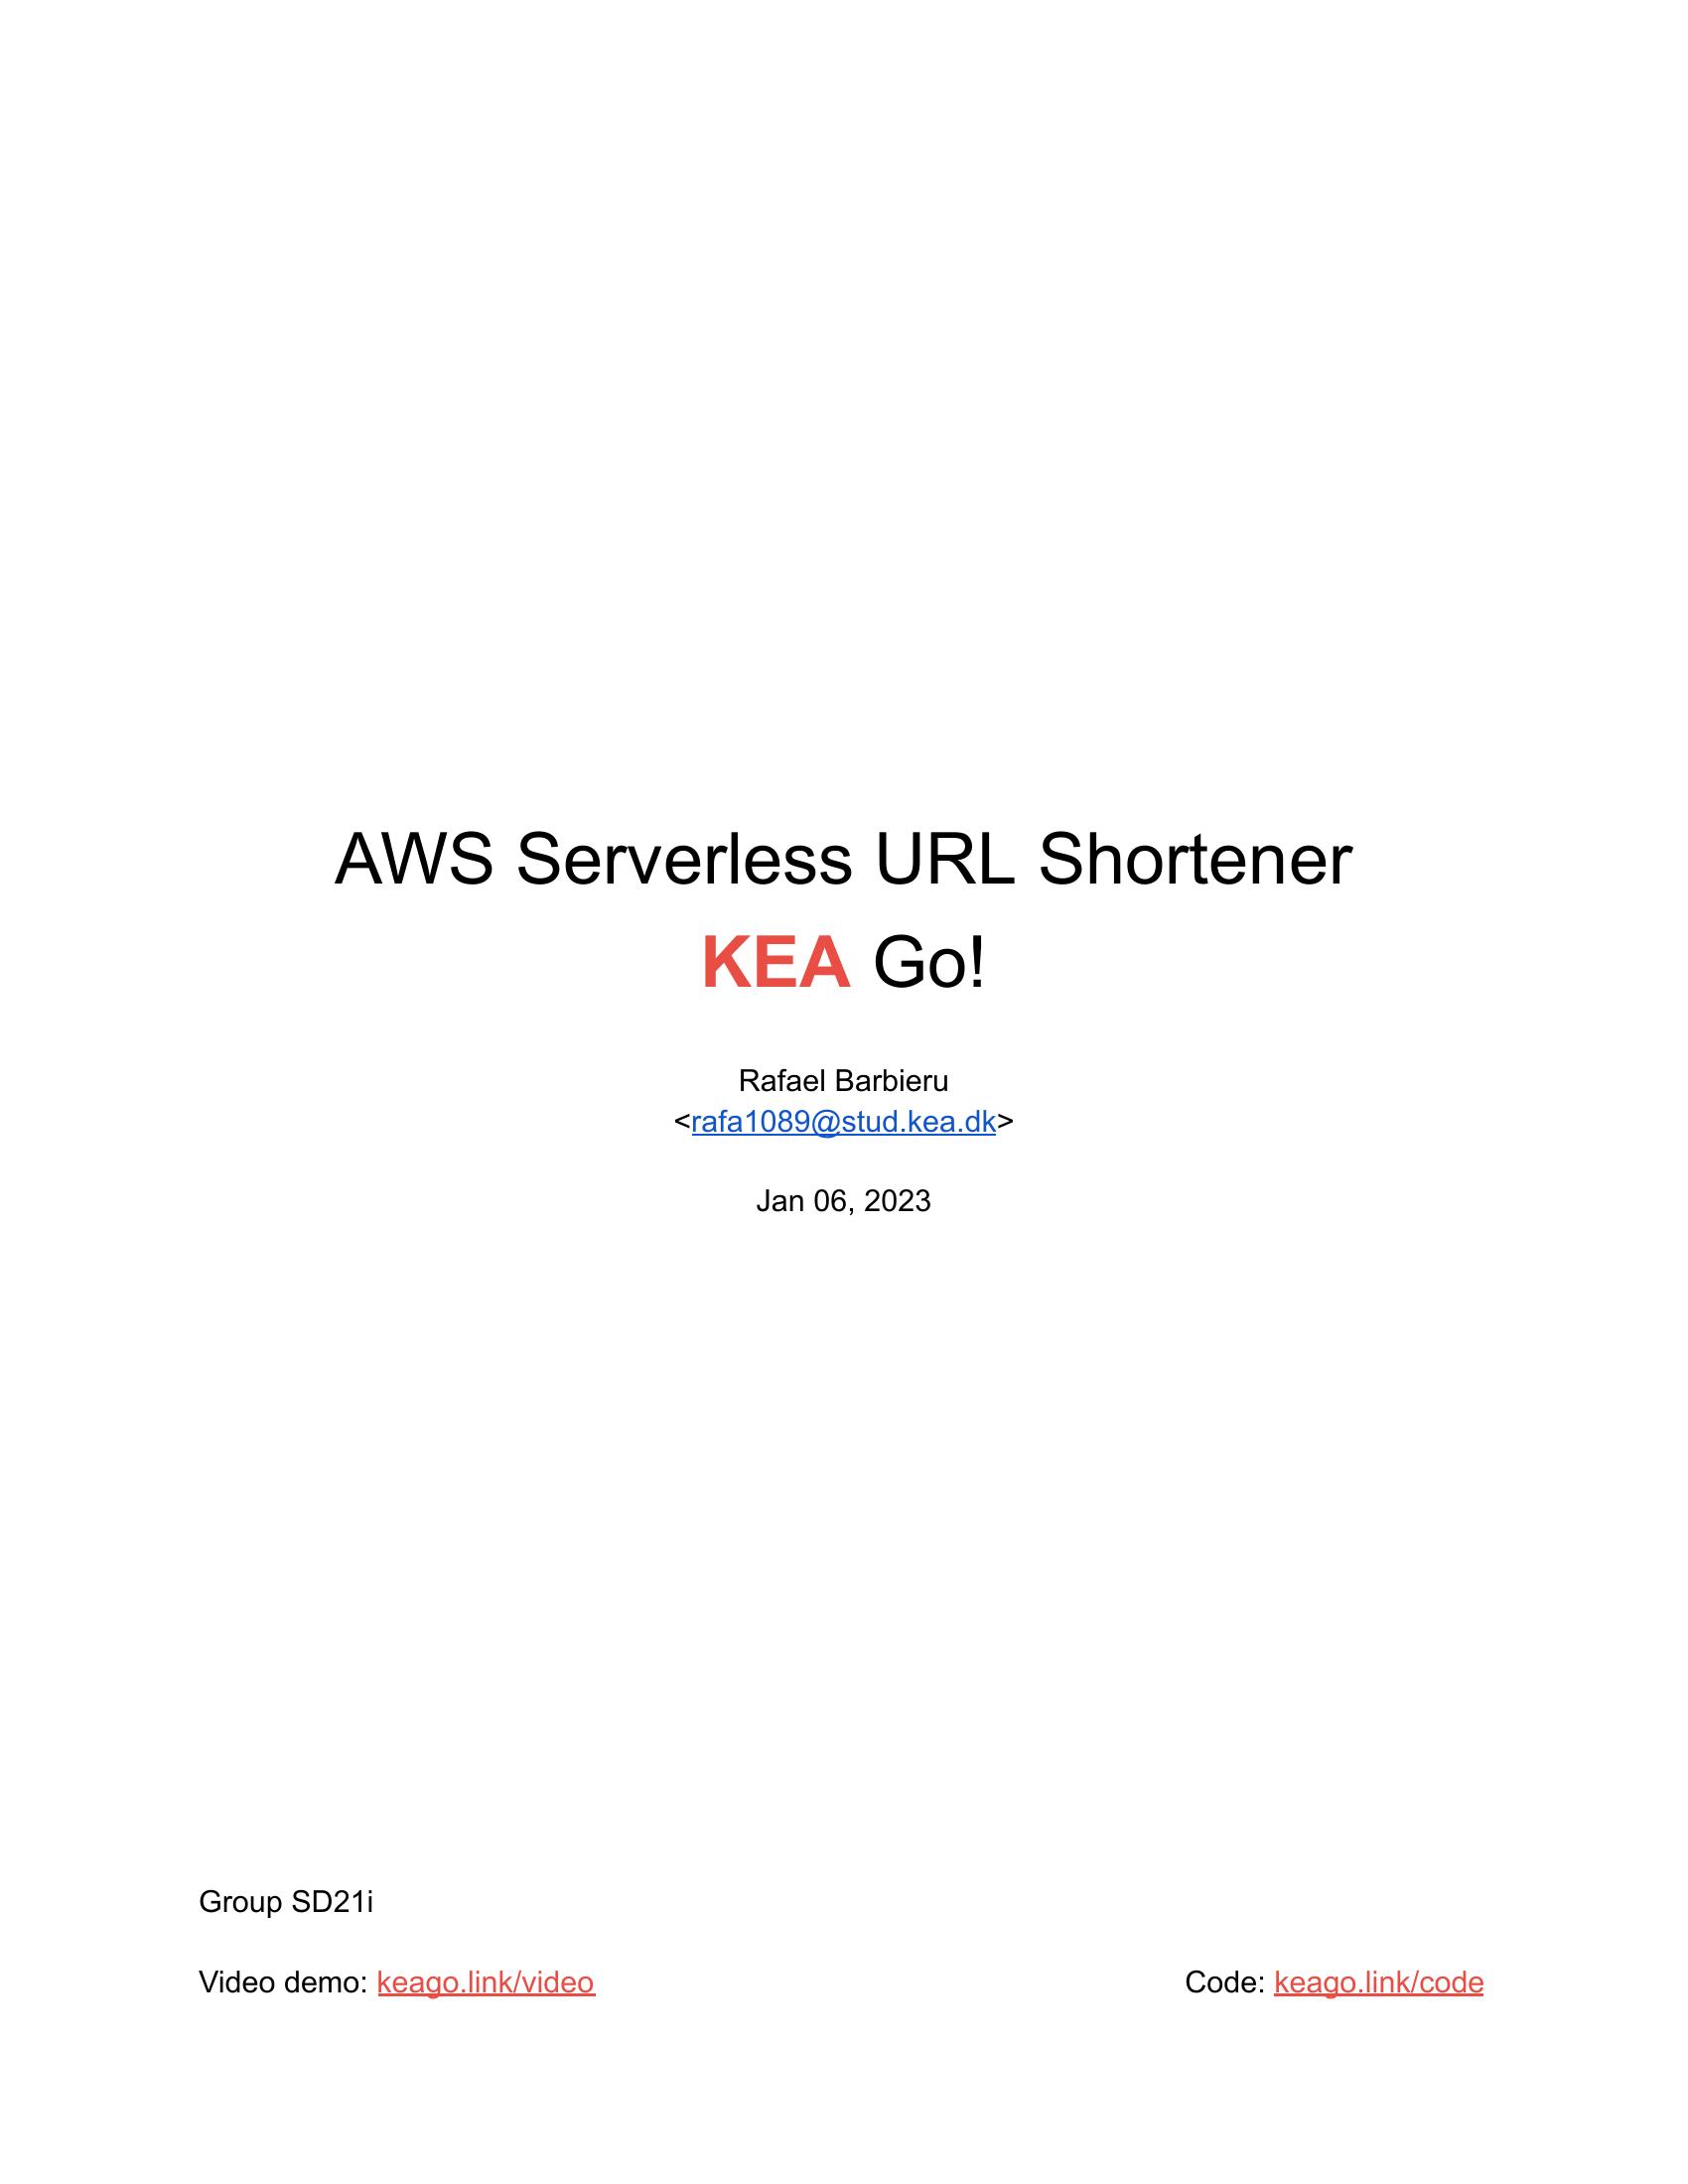 AWS Serverless URL Shortener
KEA Go!
Rafael Barbieru
<rafa1089@stud.kea.dk>
Jan 06, 2023
Group SD21i
Video demo: keago.link/video Code: keago.link/code